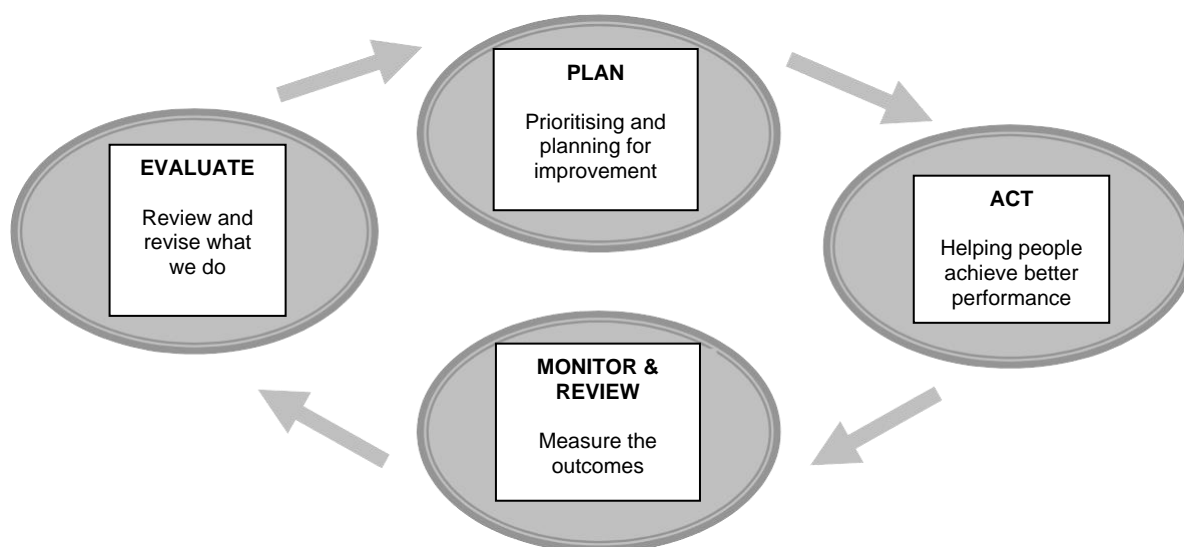 PLAN
Prioritising and
planning for
improvement
EVALUATE
Review and
revise what
we do
ACT
Helping people
achieve better
performance
MONITOR &
REVIEW
Measure the
outcomes